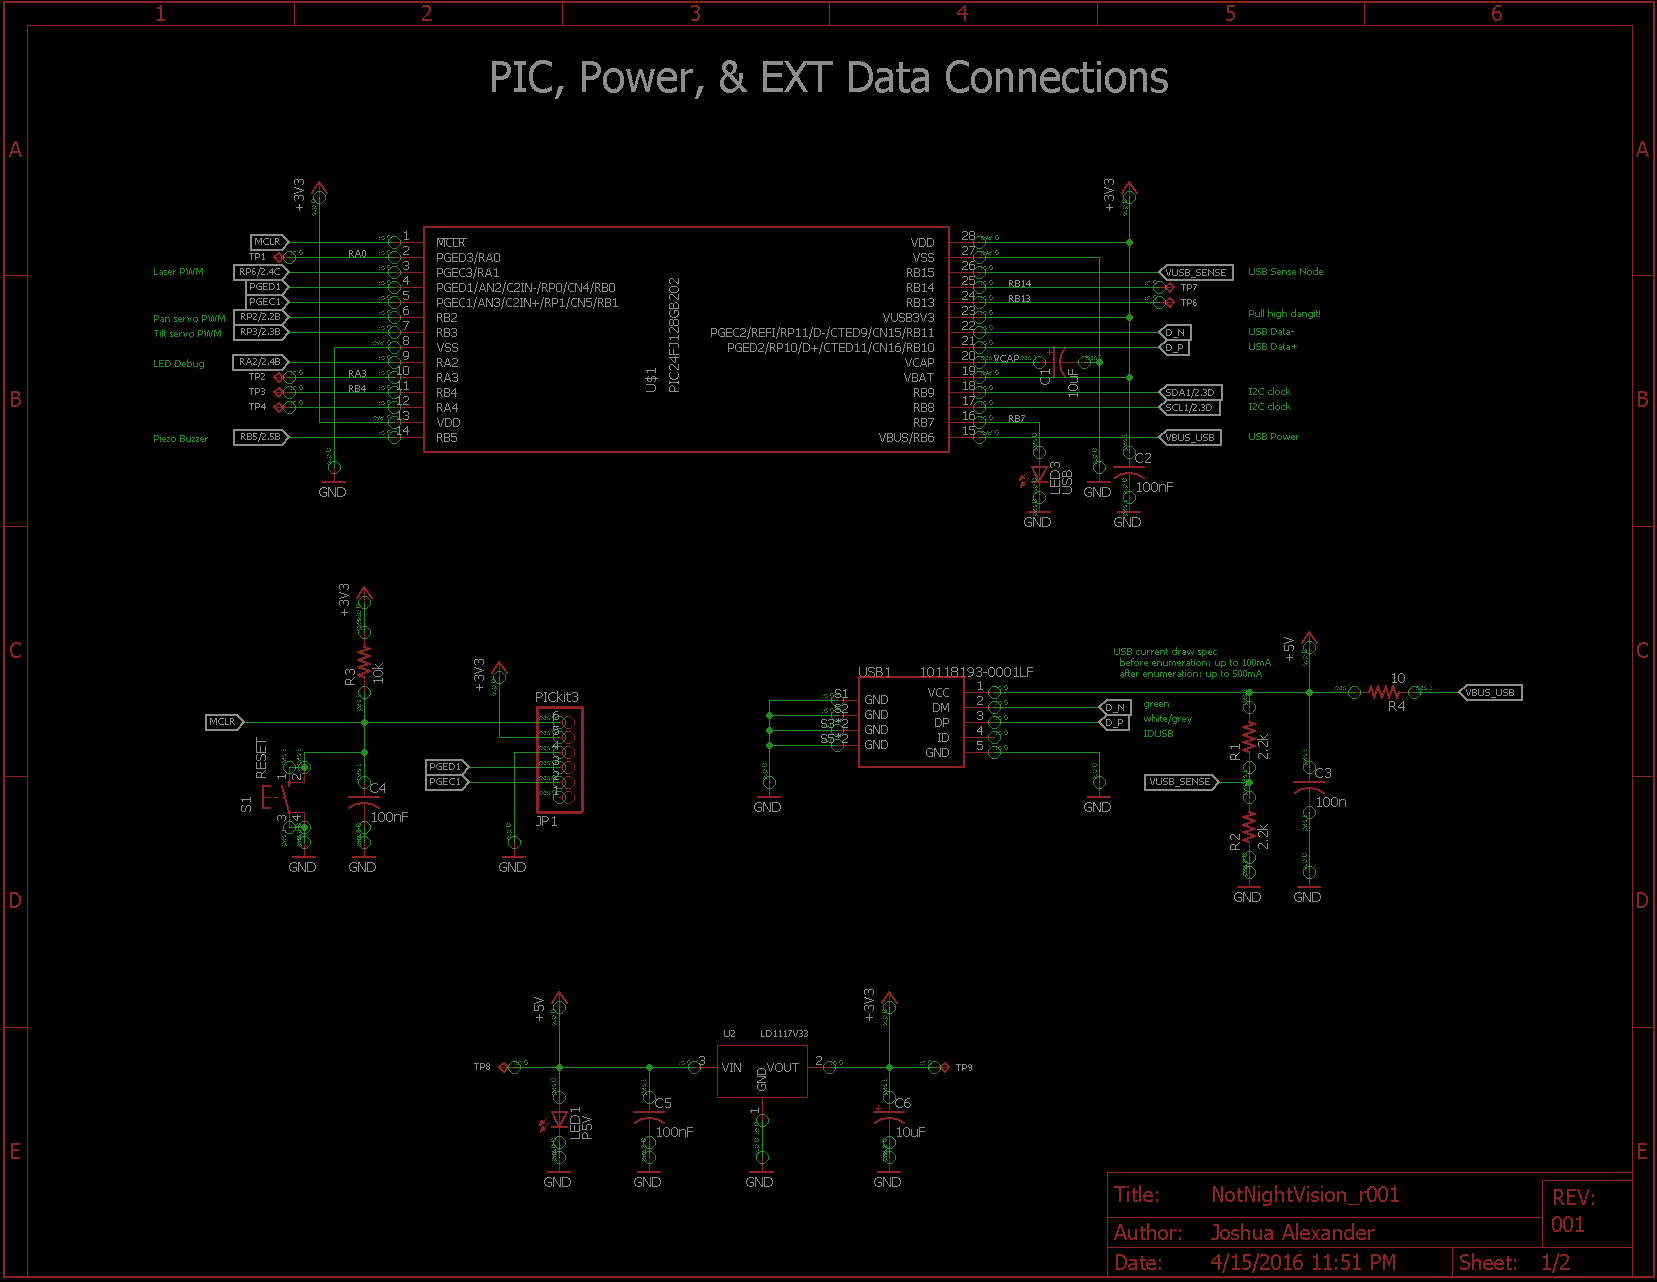 1 2 3 4 5 6
PIC, Power, & EXT Data Connections
A A
+3V3 +3V3
MCLR 1 MCLR VDD 28
TP1 RA0 2 PGED3/RA0 VSS 27
Laser PWM RP6/2.4C 3 PGEC3/RA1 RB15 26 VUSB_SENSE USB Sense Node
PGED1 4 PGED1/AN2/C2IN-/RP0/CN4/RB0 RB14 25 RB14 TP7
PGEC1 5 PGEC1/AN3/C2IN+/RP1/CN5/RB1 RB13 24 RB13 TP6
Pan servo PWM RP2/2.2B 6 RB2 VUSB3V3 23 Pull high dangit!
Tilt servo PWM RP3/2.3B 7 RB3 PGEC2/REFI/RP11/D-/CTED9/CN15/RB11 22 D_N USB Data-
8 VSS PGED2/RP10/D+/CTED11/CN16/RB10 21 D_P USB Data+
LED Debug RA2/2.4B 9 RA2 VCAP 20 VCAP C1 10uF
TP2 RA3 10 RA3 VBAT 19
TP3 RB4 11 RB4 RB9 18 SDA1/2.3D I2C clock
TP4 12 RA4 RB8 17 SCL1/2.3D I2C clock
13 VDD RB7 16 RB7
Piezo Buzzer RB5/2.5B 14 RB5 VBUS/RB6 15 VBUS_USB USB Power
U$1
PIC24FJ128GB202
B B
GND LED3 USB GND C2 100nF
GND GND
C C
+3V3
R3 10k
+3V3
MCLR
RESET
S1
1 2
3 4
C4
100nF
GND GND
PICkit3
6
5
4
3
2
1
PGED1
PGEC1
JP1
GND
USB1 10118193-0001LF
S1 GND VCC 1
GND DM 2 D_N green
GND DP 3 D_P white/grey
GND ID 4 IDUSB
GND 5
GND GND
USB current draw spec
before enumeration: up to 100mA
after enumeration: up to 500mA
+5V
10
R4
VBUS_USB
R1 2.2k
VUSB_SENSE
C3
100n
R2 2.2k
GND GND
D D
+5V +3V3
U2 LD1117V33
TP8 3 VIN VOUT 2 TP9
GND
1
LED1 P5V
C5
100nF
C6
10uF
GND GND GND GND
E E
Title: NotNightVision_r001
REV:
001
Author: Joshua Alexander
Date: 4/15/2016 11:51 PM Sheet: 1/2